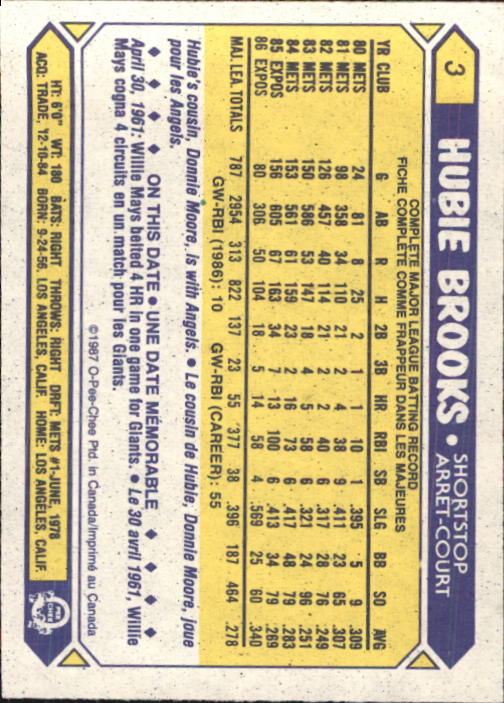 3
HUBIE BROOKS • SHORTSTOP
ARRÊT-COURT
COMPLETE MAJOR LEAGUE BATTING RECORD
FICHE COMPLÈTE COMME FRAPPEUR DANS LES MAJEURES
YR CLUB G AB R H 2B 3B HR RBI SB SLG BB SO AVG
80 METS 24 81 8 25 2 1 1 10 1 .395 5 9 .309
81 METS 98 358 34 110 21 2 4 38 9 .411 23 65 .307
82 METS 126 457 40 114 21 2 2 40 6 .317 28 76 .249
83 METS 150 586 53 147 18 4 5 58 6 .321 24 96 .251
84 METS 153 561 61 159 23 2 16 73 6 .417 48 79 .283
85 EXPOS 156 605 67 163 34 7 13 100 6 .413 34 79 .269
86 EXPOS 80 306 50 104 18 5 14 58 4 .569 25 60 .340
MAJ. LEA. TOTALS 787 2954 313 822 137 23 55 377 38 .396 187 464 .278
GW-RBI (1986): 10 GW-RBI (CAREER): 55
Hubie's cousin, Donnie Moore, is with Angels. • Le cousin de Hubie, Donnie Moore, joue
pour les Angels.
♦ ♦ ♦ ♦ ON THIS DATE • UNE DATE MÉMORABLE ♦ ♦ ♦ ♦
April 30, 1961: Willie Mays belted 4 HR in one game for Giants. • Le 30 avril 1961, Willie
Mays cogna 4 circuits en un match pour les Giants.
©1987 O-Pee-Chee Ptd. in Canada/Imprimé au Canada
HT: 6'0" WT: 180 BATS: RIGHT THROWS: RIGHT DRFT: METS #1-JUNE, 1978
ACQ: TRADE, 12-10-84 BORN: 9-24-56, LOS ANGELES, CALIF. HOME: LOS ANGELES, CALIF.
O
PEE
CHEE